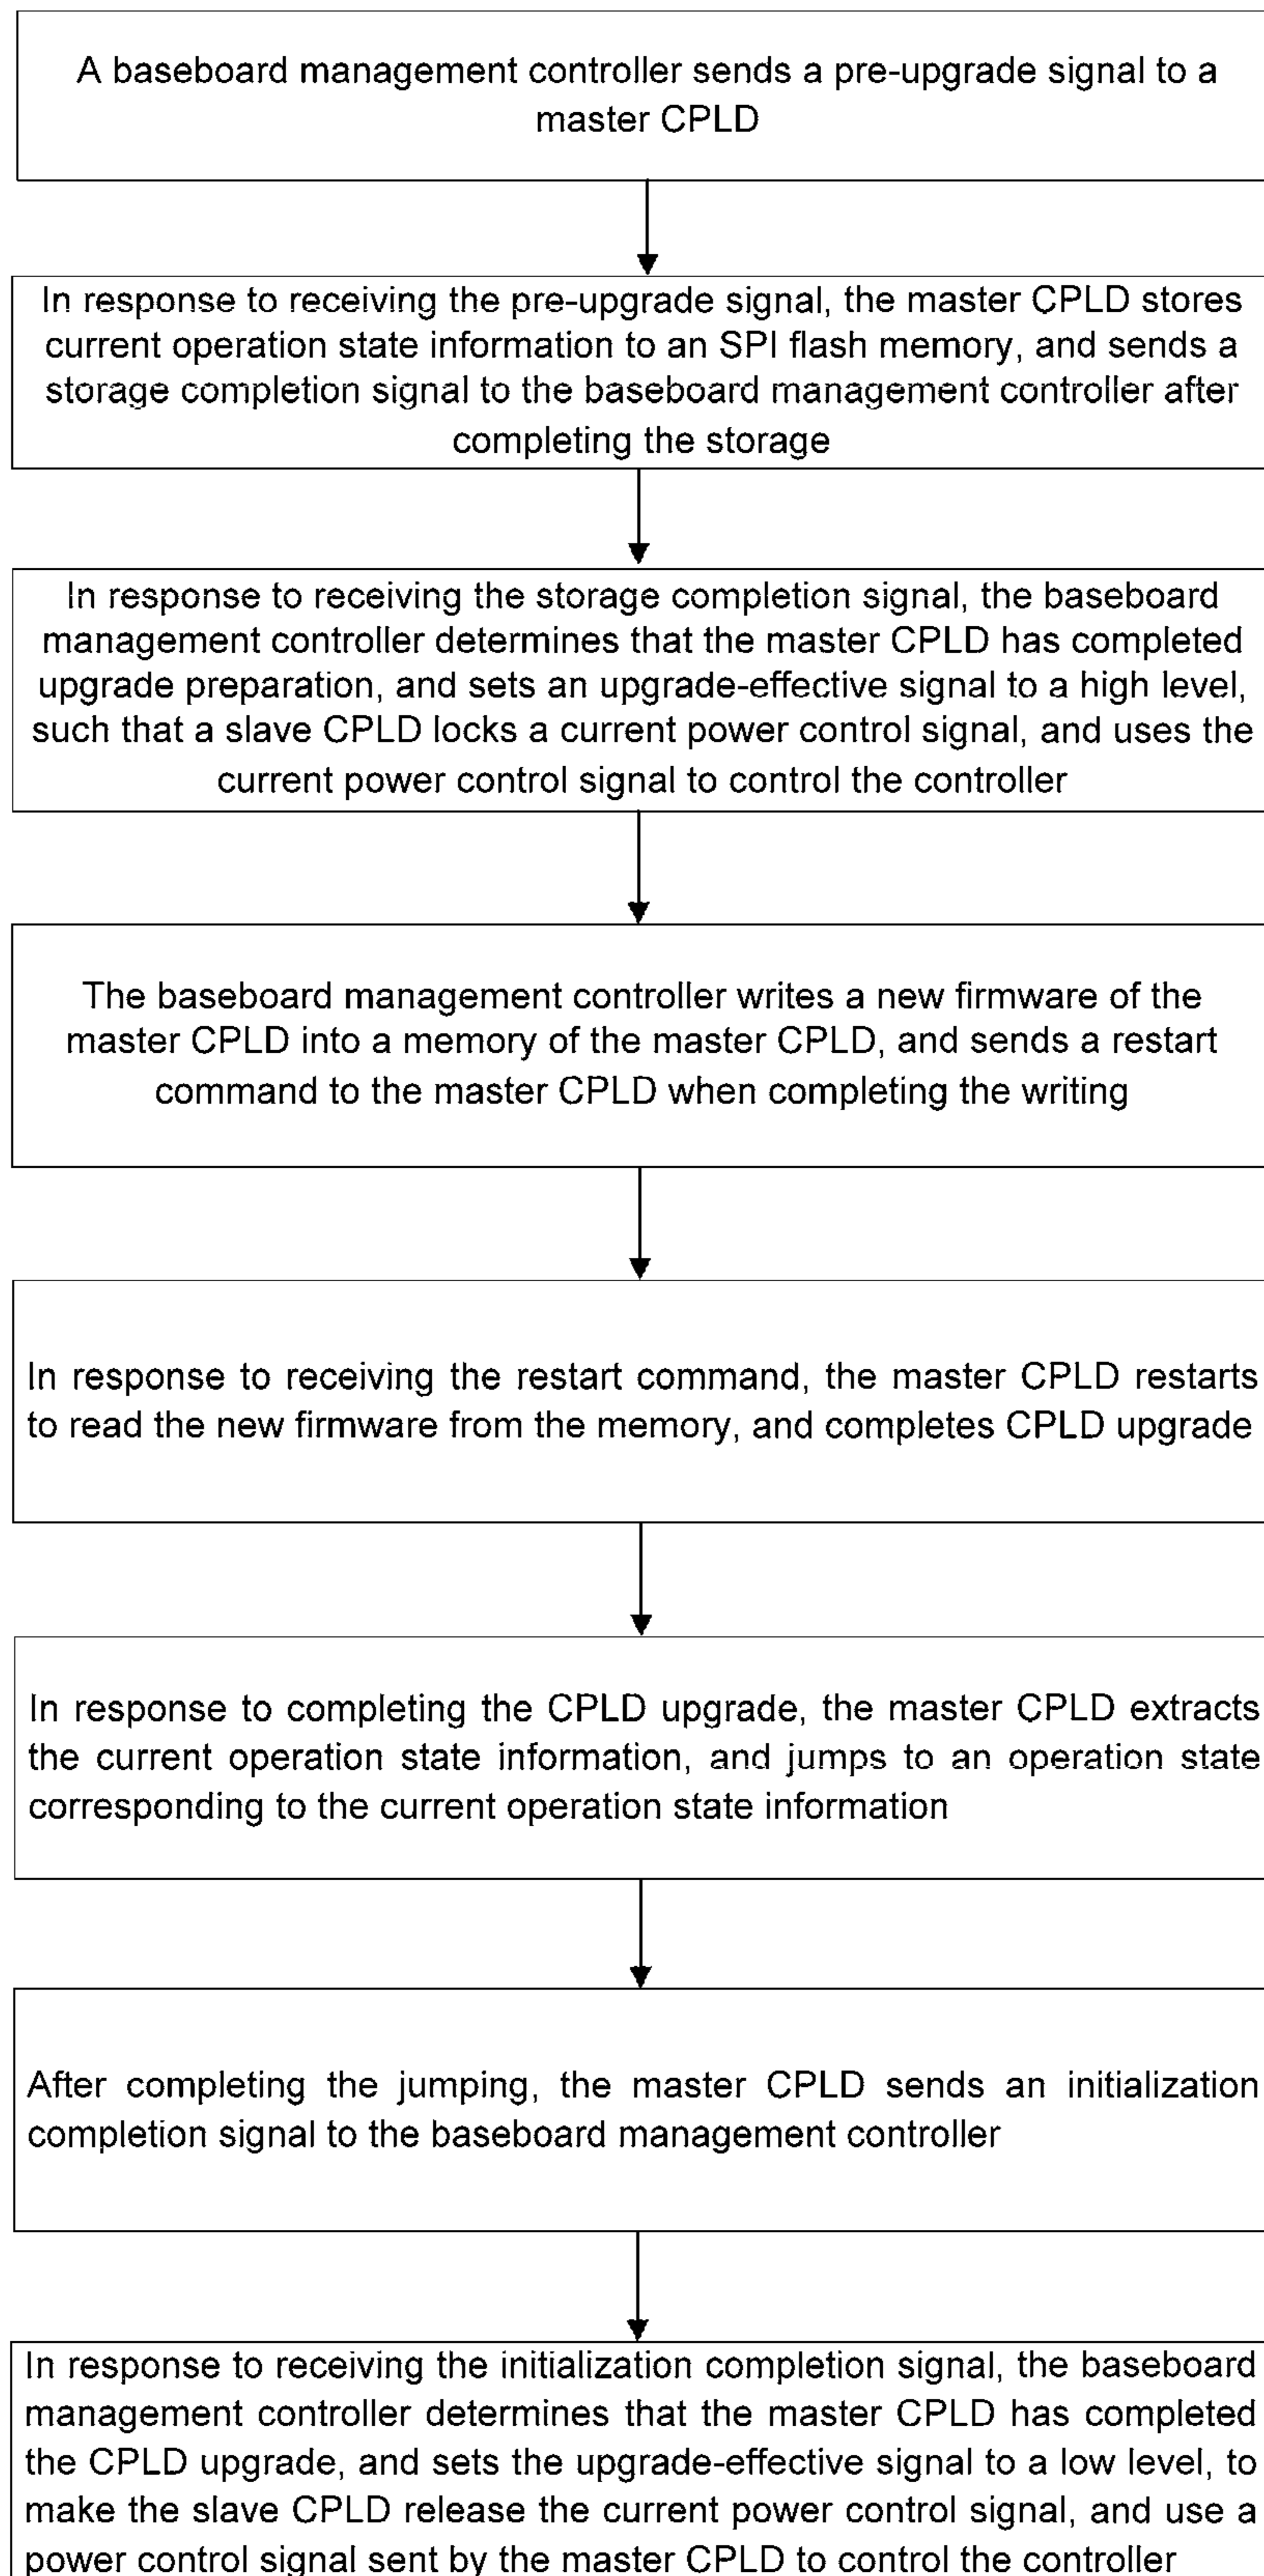 A baseboard management controller sends a pre-upgrade signal to a
master CPLD
In response to receiving the pre-upgrade signal, the master CPLD stores
current operation state information to an SPI flash memory, and sends a
storage completion signal to the baseboard management controller after
completing the storage
In response to receiving the storage completion signal, the baseboard
management controller determines that the master CPLD has completed
upgrade preparation, and sets an upgrade-effective signal to a high level,
such that a slave CPLD locks a current power control signal, and uses the
current power control signal to control the controller
The baseboard management controller writes a new firmware of the
master CPLD into a memory of the master CPLD, and sends a restart
command to the master CPLD when completing the writing
In response to receiving the restart command, the master CPLD restarts
to read the new firmware from the memory, and completes CPLD upgrade
In response to completing the CPLD upgrade, the master CPLD extracts
the current operation state information, and jumps to an operation state
corresponding to the current operation state information
After completing the jumping, the master CPLD sends an initialization
completion signal to the baseboard management controller
In response to receiving the initialization completion signal, the baseboard
management controller determines that the master CPLD has completed
the CPLD upgrade, and sets the upgrade-effective signal to a low level, to
make the slave CPLD release the current power control signal, and use a
power control signal sent by the master CPLD to control the controller